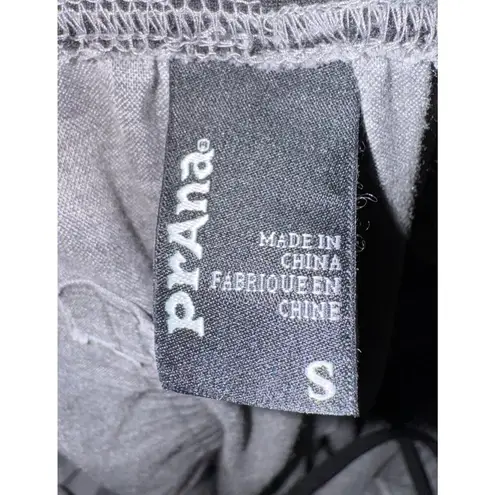 prAna®
MADE IN
CHINA
FABRIQUE EN
CHINE
S